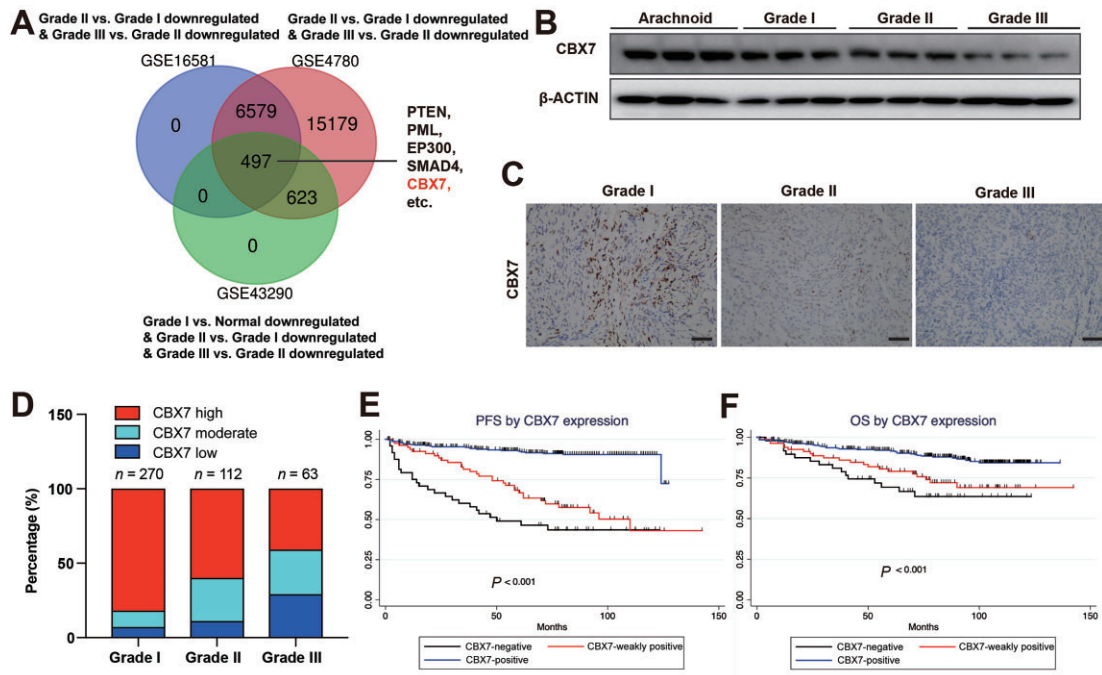 A
Grade II vs. Grade I downregulated
& Grade III vs. Grade II downregulated
Grade II vs. Grade I downregulated
& Grade III vs. Grade II downregulated
GSE16581
GSE4780
0
6579
15179
497
0
623
0
GSE43290
PTEN,
PML,
EP300,
SMAD4,
CBX7,
etc.
Grade I vs. Normal downregulated
& Grade II vs. Grade I downregulated
& Grade III vs. Grade II downregulated
B
Arachnoid Grade I Grade II Grade III
CBX7
β-ACTIN
C
Grade I Grade II Grade III
CBX7
D
CBX7 high
CBX7 moderate
CBX7 low
Percentage (%)
150
100
50
0
n = 270 n = 112 n = 63
Grade I Grade II Grade III
E
PFS by CBX7 expression
1.00
0.75
0.50
0.25
0.00
P < 0.001
0 50 100 150
Months
CBX7-negative CBX7-weakly positive
CBX7-positive
F
OS by CBX7 expression
1.00
0.75
0.50
0.25
0.00
P < 0.001
0 50 100 150
Months
CBX7-negative CBX7-weakly positive
CBX7-positive